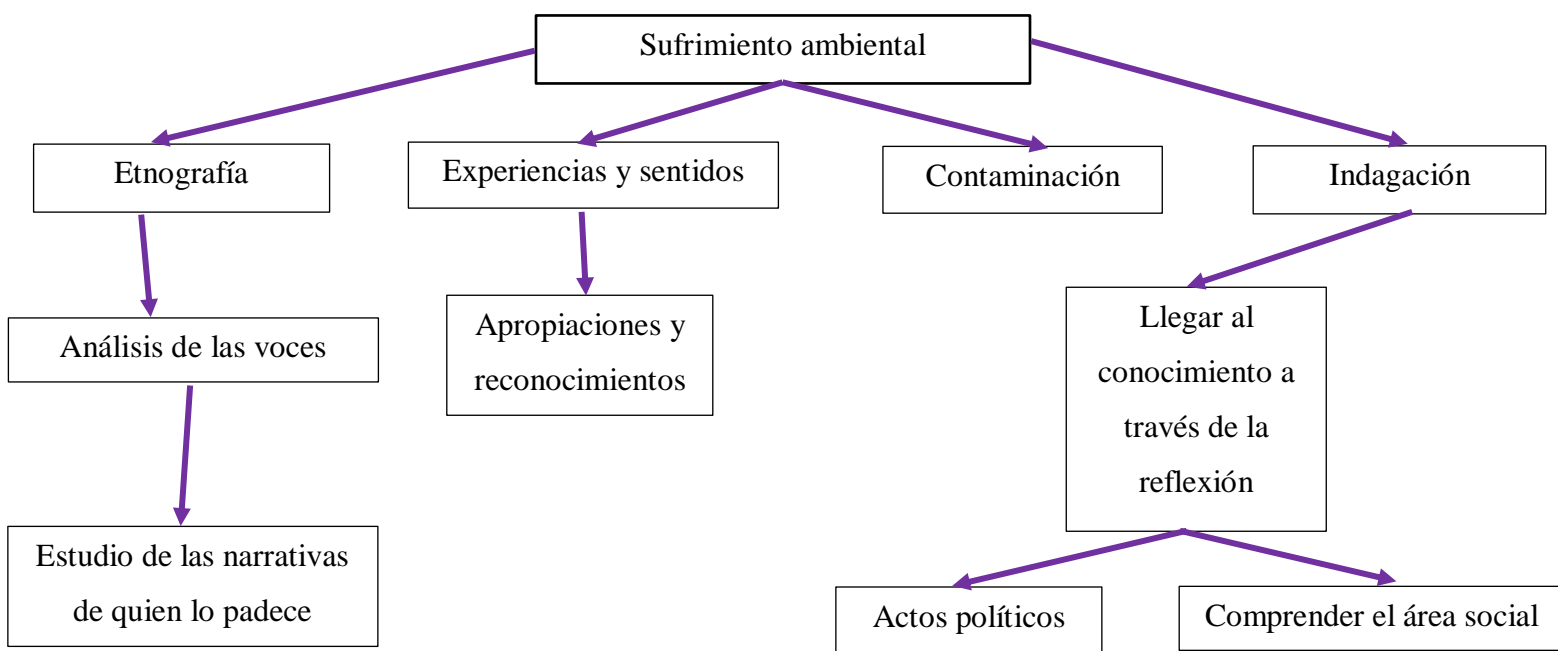 Sufrimiento ambiental
Etnografía
Experiencias y sentidos
Contaminación
Indagación
Análisis de las voces
Apropiaciones y
reconocimientos
Llegar al
conocimiento a
través de la
reflexión
Estudio de las narrativas
de quien lo padece
Actos políticos
Comprender el área social